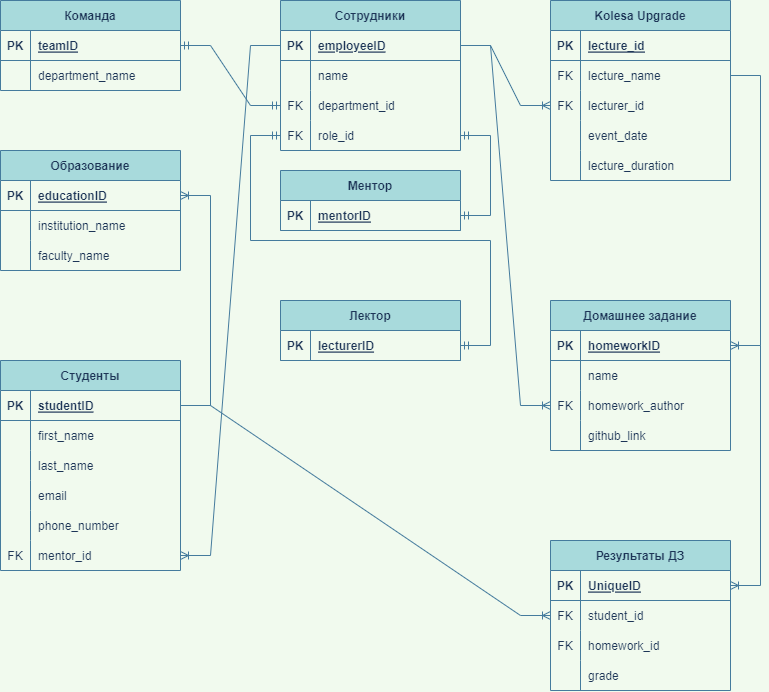 Команда
PK teamID
department_name
Сотрудники
PK employeeID
name
FK department_id
FK role_id
Kolesa Upgrade
PK lecture_id
FK lecture_name
FK lecturer_id
event_date
lecture_duration
Образование
PK educationID
institution_name
faculty_name
Ментор
PK mentorID
Лектор
PK lecturerID
Домашнее задание
PK homeworkID
name
FK homework_author
github_link
Студенты
PK studentID
first_name
last_name
email
phone_number
FK mentor_id
Результаты ДЗ
PK UniqueID
FK student_id
FK homework_id
grade